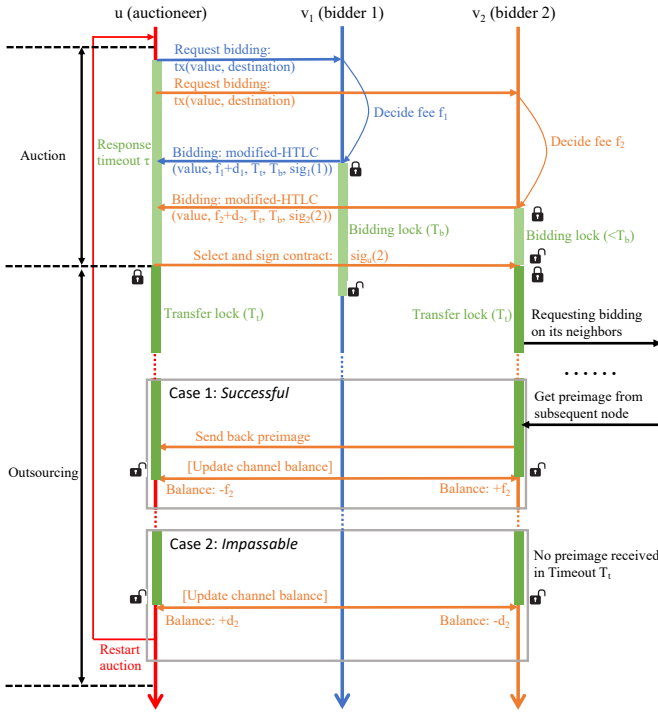 u (auctioneer)
v₁ (bidder 1)
v₂ (bidder 2)
Request bidding:
tx(value, destination)
Request bidding:
tx(value, destination)
Decide fee f₁
Decide fee f₂
Auction
Response
timeout τ
Bidding: modified-HTLC
(value, f₁+d₁, Tₜ, T_b, sig₁(1))
Bidding: modified-HTLC
(value, f₂+d₂, Tₜ, T_b, sig₂(2))
Bidding lock (T_b)
Bidding lock (<T_b)
Select and sign contract:
sigᵤ(2)
Transfer lock (Tₜ)
Transfer lock (Tₜ)
Requesting bidding
on its neighbors
......
Case 1: Successful
Get preimage from
subsequent node
Send back preimage
Outsourcing
[Update channel balance]
Balance: -f₂
Balance: +f₂
Case 2: Impassable
No preimage received
in Timeout Tₜ
[Update channel balance]
Balance: +d₂
Balance: -d₂
Restart
auction